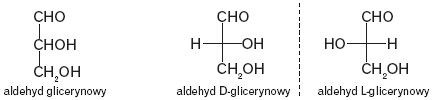 CHO CHO CHO
CHOH H OH HO H
CH₂OH CH₂OH CH₂OH
aldehyd glicerynowy aldehyd D-glicerynowy aldehyd L-glicerynowy